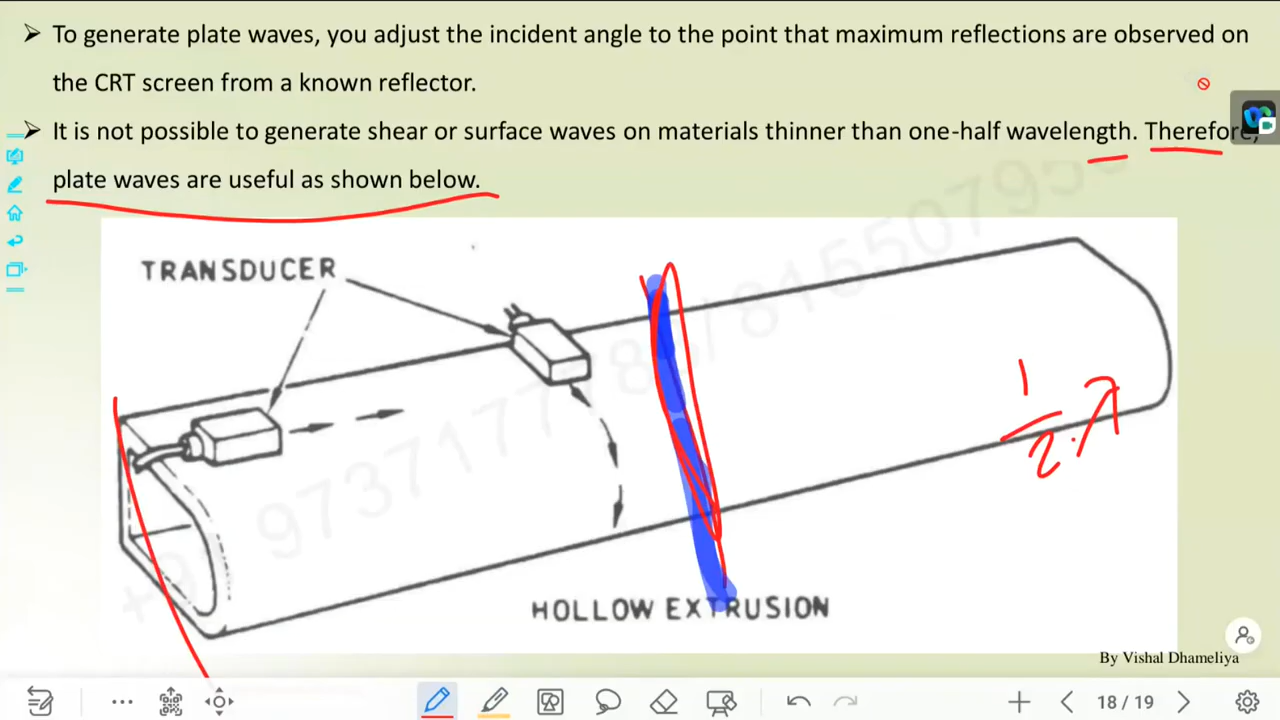 ➢ To generate plate waves, you adjust the incident angle to the point that maximum reflections are observed on
the CRT screen from a known reflector.
➢ It is not possible to generate shear or surface waves on materials thinner than one-half wavelength. Therefore,
plate waves are useful as shown below.
TRANSDUCER
1
2 . λ
HOLLOW EXTRUSION
By Vishal Dhameliya
18 / 19